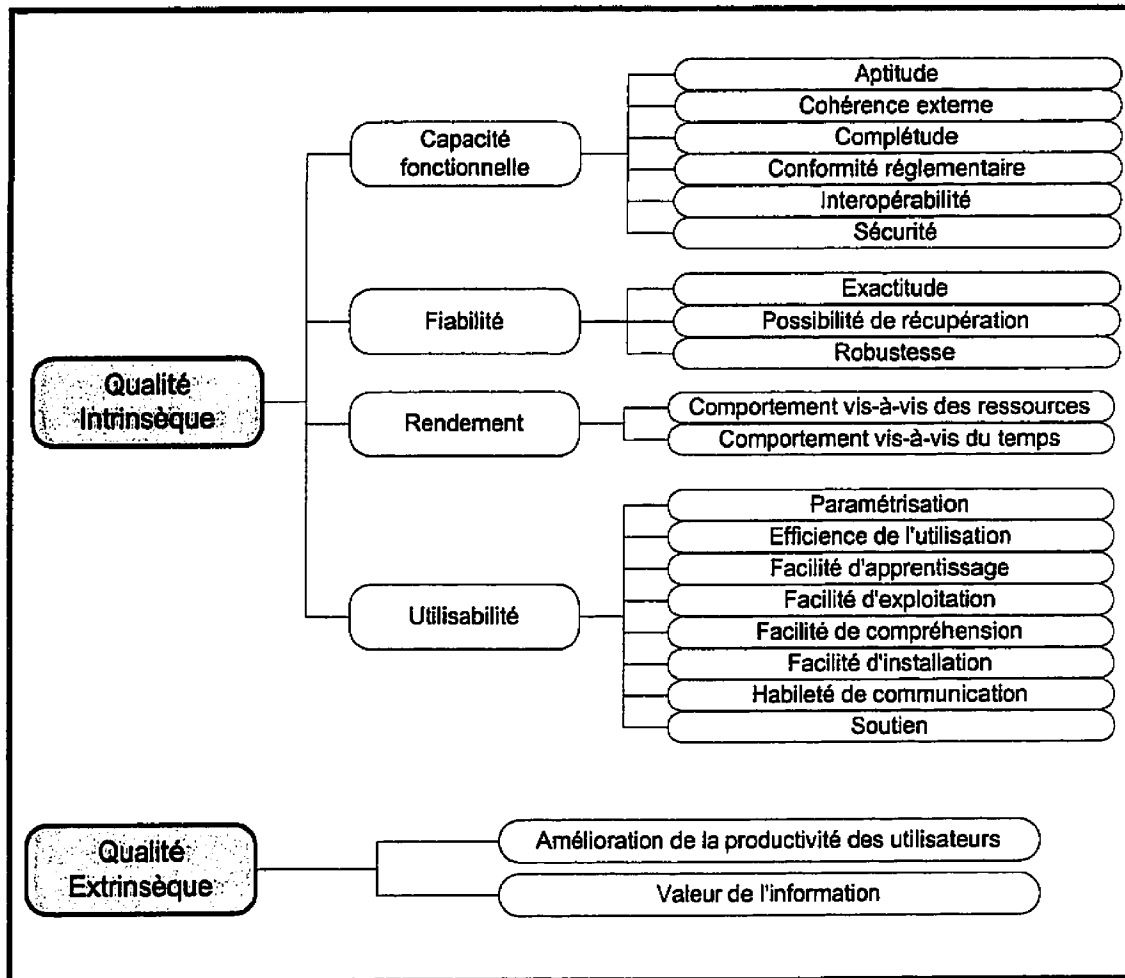 Aptitude
Cohérence externe
Capacité
fonctionnelle
Complétude
Conformité réglementaire
Interopérabilité
Sécurité
Exactitude
Fiabilité
Possibilité de récupération
Robustesse
Qualité
Intrinsèque
Rendement
Comportement vis-à-vis des ressources
Comportement vis-à-vis du temps
Paramétrisation
Efficience de l'utilisation
Facilité d'apprentissage
Facilité d'exploitation
Utilisabilité
Facilité de compréhension
Facilité d'installation
Habileté de communication
Soutien
Qualité
Extrinsèque
Amélioration de la productivité des utilisateurs
Valeur de l'information